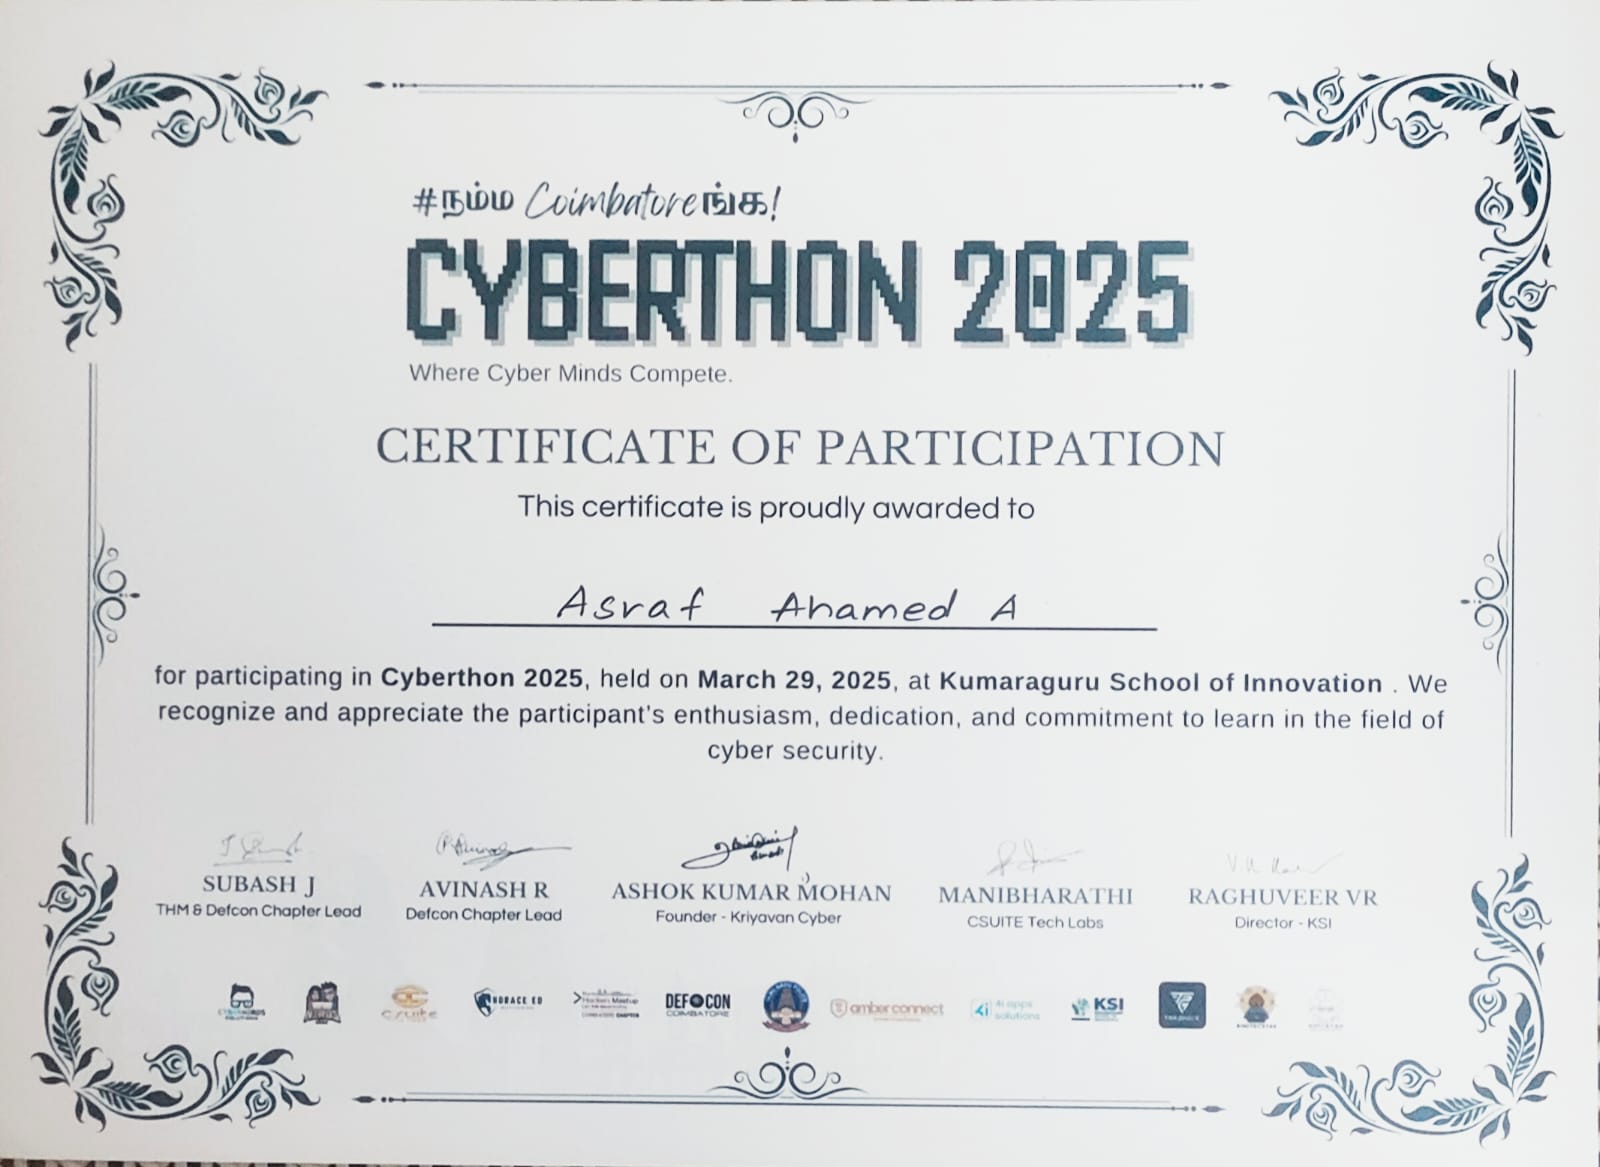 #நம்ம Coimbatoreங்க!
CYBERTHON 2025
Where Cyber Minds Compete.
CERTIFICATE OF PARTICIPATION
This certificate is proudly awarded to
Asraf Ahamed A
for participating in Cyberthon 2025, held on March 29, 2025, at Kumaraguru School of Innovation . We
recognize and appreciate the participant's enthusiasm, dedication, and commitment to learn in the field of
cyber security.
SUBASH J
THM & Defcon Chapter Lead
AVINASH R
Defcon Chapter Lead
ASHOK KUMAR MOHAN
Founder - Kriyavan Cyber
MANIBHARATHI
CSUITE Tech Labs
RAGHUVEER VR
Director - KSI
csuite
HORACE ED
Hackers Meetup
DEFCON
COIMBATORE
amber connect
4i apps
solutions
KSI